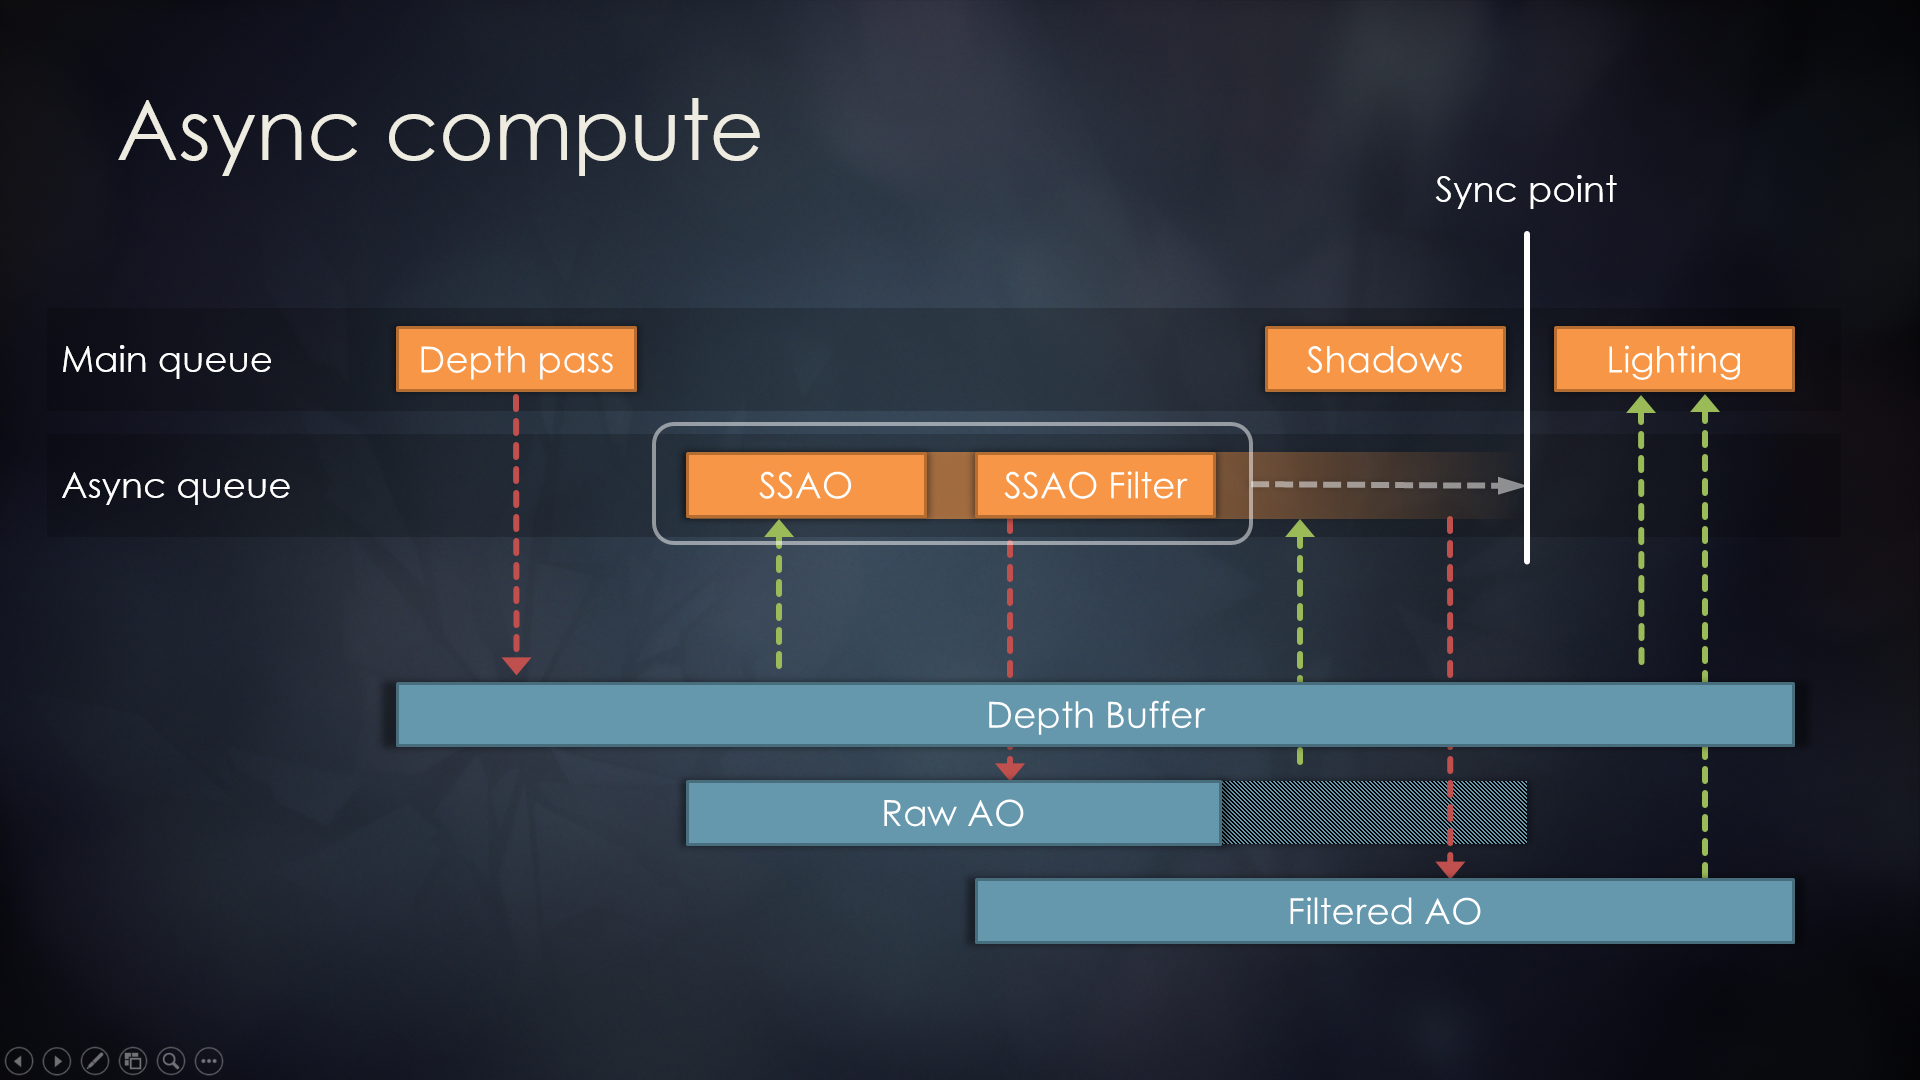 Async compute
Sync point
Main queue
Depth pass
Shadows
Lighting
Async queue
SSAO
SSAO Filter
Depth Buffer
Raw AO
Filtered AO